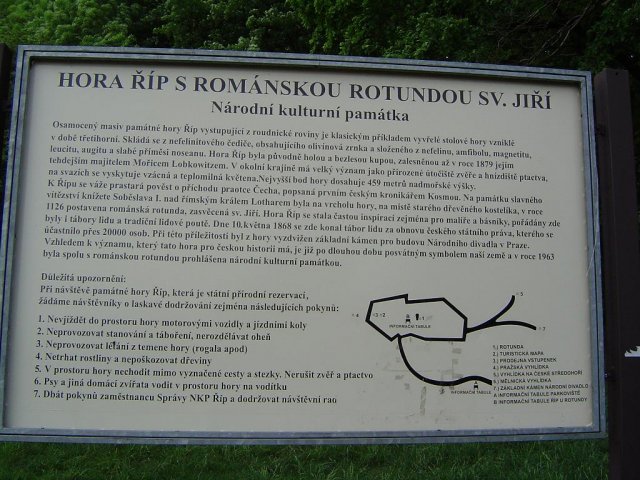 HORA ŘÍP S ROMÁNSKOU ROTUNDOU SV. JIŘÍ
Národní kulturní památka
Osamocený masiv památné hory Říp vystupující z roudnické roviny je klasickým příkladem vyvřelé stolové hory vzniklé
v době třetihorní. Skládá se z nefelinitového čediče, obsahujícího olivinová zrnka a složeného z nefelinu, amfibolu, magnetitu,
leucitu, augitu a slabé příměsi noseanu. Hora Říp byla původně holou a bezlesou kupou, zalesněnou až v roce 1879 jejím
tehdejším majitelem Mořicem Lobkowitzem. V okolní krajině má velký význam jako přirozené útočiště zvěře a hnízdiště ptactva,
na svazích se vyskytuje vzácná a teplomilná květena.Nejvyšší bod hory dosahuje 459 metrů nadmořské výšky.
K Řípu se váže prastará pověst o příchodu praotce Čecha, popsaná prvním českým kronikářem Kosmou. Na památku slavného
vítězství knížete Soběslava I. nad římským králem Lotharem byla na vrcholu hory, na místě starého dřevěného kostelíka, v roce
1126 postavena románská rotunda, zasvěcená sv. Jiří. Hora Říp se stala častou inspirací zejména pro malíře a básníky, pořádány zde
byly i tábory lidu a tradiční lidové poutě. Dne 10.května 1868 se zde konal tábor lidu za obnovu českého státního práva, kterého se
účastnilo přes 20000 osob. Při této příležitosti byl z hory vyzdvižen základní kámen pro budovu Národního divadla v Praze.
Vzhledem k významu, který tato hora pro českou historii má, je již po dlouhou dobu posvátným symbolem naší země a v roce 1963
byla spolu s románskou rotundou prohlášena národní kulturní památkou.
Důležitá upozornění:
Při návštěvě památné hory Říp, která je státní přírodní rezervací,
žádáme návštěvníky o laskavé dodržování zejména následujících pokynů:
1. Nevjíždět do prostoru hory motorovými vozidly a jízdními koly
2. Neprovozovat stanování a táboření, nerozdělávat oheň
3. Neprovozovat létání z temene hory (rogala apod)
4. Netrhat rostliny a nepoškozovat dřeviny
5. V prostoru hory nechodit mimo vyznačené cesty a stezky. Nerušit zvěř a ptactvo
6. Psy a jiná domácí zvířata vodit v prostoru hory na vodítku
7. Dbát pokynů zaměstnanců Správy NKP Říp a dodržovat návštěvní řád
INFORMAČNÍ TABULE
INFORMAČNÍ TABULE
1.) ROTUNDA
2.) TURISTICKÁ MAPA
3.) PRODEJNA VSTUPENEK
4.) PRAŽSKÁ VYHLÍDKA
5.) VYHLÍDKA NA ČESKÉ STŘEDOHOŘÍ
6.) MĚLNICKÁ VYHLÍDKA
7.) ZÁKLADNÍ KÁMEN NÁRODNÍ DIVADLO
A INFORMAČNÍ TABULE PARKOVIŠTĚ
B INFORMAČNÍ TABULE ŘÍP U ROTUNDY